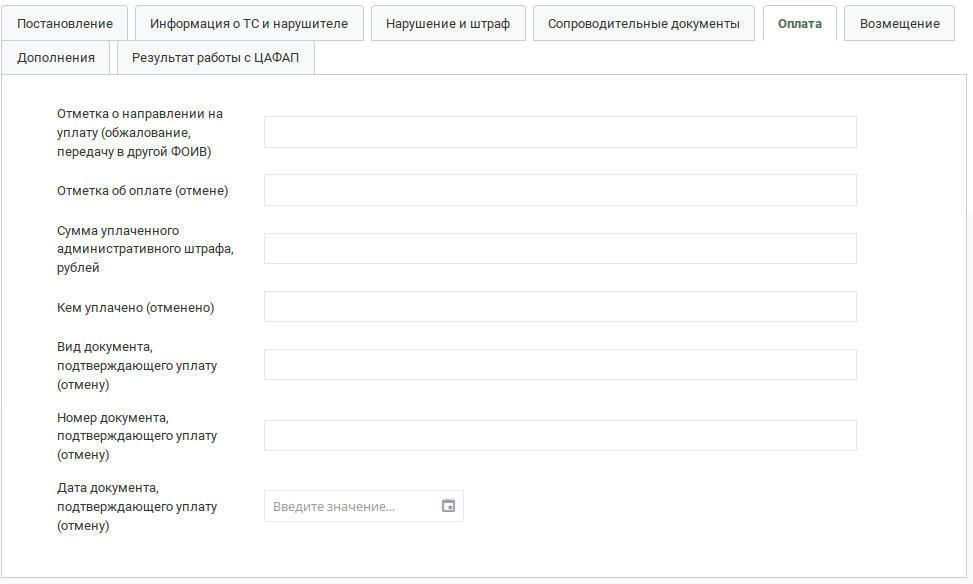 Постановление
Информация о ТС и нарушителе
Нарушение и штраф
Сопроводительные документы
Оплата
Возмещение
Дополнения
Результат работы с ЦАФАП
Отметка о направлении на
уплату (обжалование,
передачу в другой ФОИВ)
Отметка об оплате (отмене)
Сумма уплаченного
административного штрафа,
рублей
Кем уплачено (отменено)
Вид документа,
подтверждающего уплату
(отмену)
Номер документа,
подтверждающего уплату
(отмену)
Дата документа,
подтверждающего уплату
(отмену)
Введите значение...